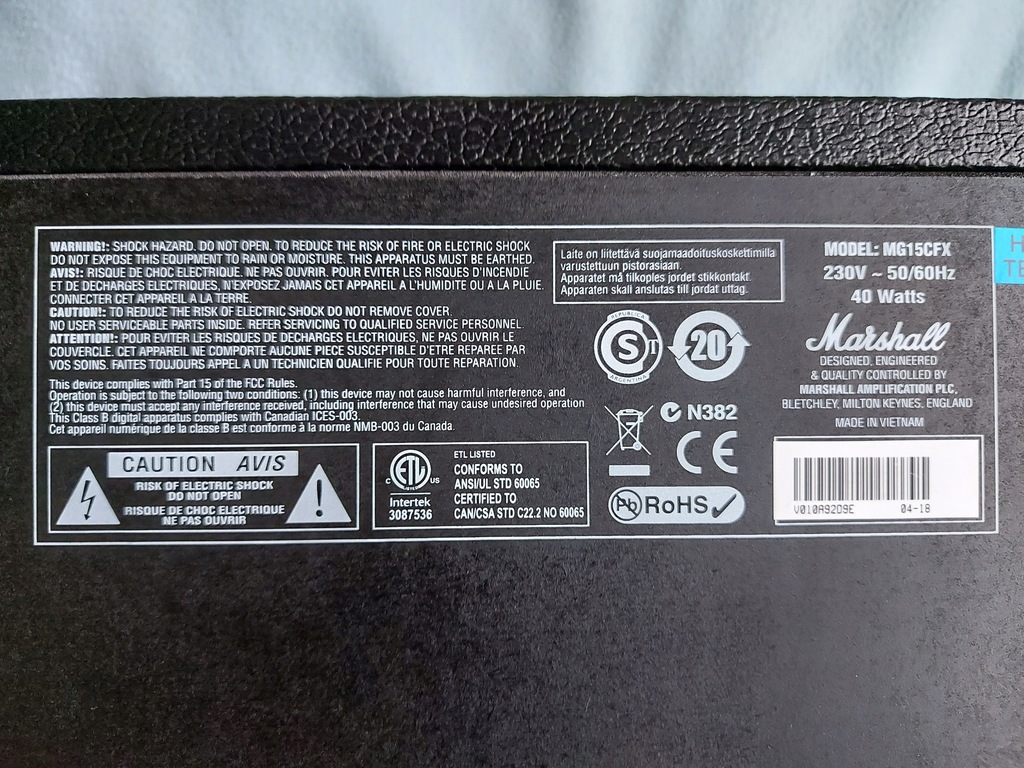 WARNING!: SHOCK HAZARD. DO NOT OPEN. TO REDUCE THE RISK OF FIRE OR ELECTRIC SHOCK
DO NOT EXPOSE THIS EQUIPMENT TO RAIN OR MOISTURE. THIS APPARATUS MUST BE EARTHED.
AVIS!: RISQUE DE CHOC ELECTRIQUE. NE PAS OUVRIR. POUR EVITER LES RISQUES D'INCENDIE
ET DE DECHARGES ELECTRIQUES, N'EXPOSEZ JAMAIS CET APPAREIL A L'HUMIDITE OU A LA PLUIE.
CONNECTER CET APPAREIL A LA TERRE.
CAUTION!: TO REDUCE THE RISK OF ELECTRIC SHOCK DO NOT REMOVE COVER.
NO USER SERVICEABLE PARTS INSIDE. REFER SERVICING TO QUALIFIED SERVICE PERSONNEL.
ATTENTION!: POUR EVITER LES RISQUES DE DECHARGES ELECTRIQUES, NE PAS OUVRIR LE
COUVERCLE. CET APPAREIL NE COMPORTE AUCUNE PIECE SUSCEPTIBLE D'ETRE REPAREE PAR
VOS SOINS. FAITES TOUJOURS APPEL A UN TECHNICIEN QUALIFIE POUR TOUTE REPARATION.
This device complies with Part 15 of the FCC Rules.
Operation is subject to the following two conditions: (1) this device may not cause harmful interference, and
(2) this device must accept any interference received, including interference that may cause undesired operation
This Class B digital apparatus complies with Canadian ICES-003.
Cet appareil numérique de la classe B est conforme à la norme NMB-003 du Canada.
CAUTION AVIS
RISK OF ELECTRIC SHOCK
DO NOT OPEN
RISQUE DE CHOC ELECTRIQUE
NE PAS OUVRIR
!
ETL
C US
Intertek
3087536
ETL LISTED
CONFORMS TO
ANSI/UL STD 60065
CERTIFIED TO
CAN/CSA STD C22.2 NO 60065
Laite on liitettävä suojamaadoituskoskettimilla
varustettuun pistorasiaan.
Apparatet må tilkoples jordet stikkontakt.
Apparaten skall anslutas till jordat uttag.
REPUBLICA
S T
ARGENTINA
20
N382
CE
Pb RoHS
MODEL: MG15CFX
230V ~ 50/60Hz
40 Watts
Marshall
DESIGNED, ENGINEERED
& QUALITY CONTROLLED BY
MARSHALL AMPLIFICATION PLC,
BLETCHLEY, MILTON KEYNES, ENGLAND
MADE IN VIETNAM
V010A92D9E 04-18
H
TE